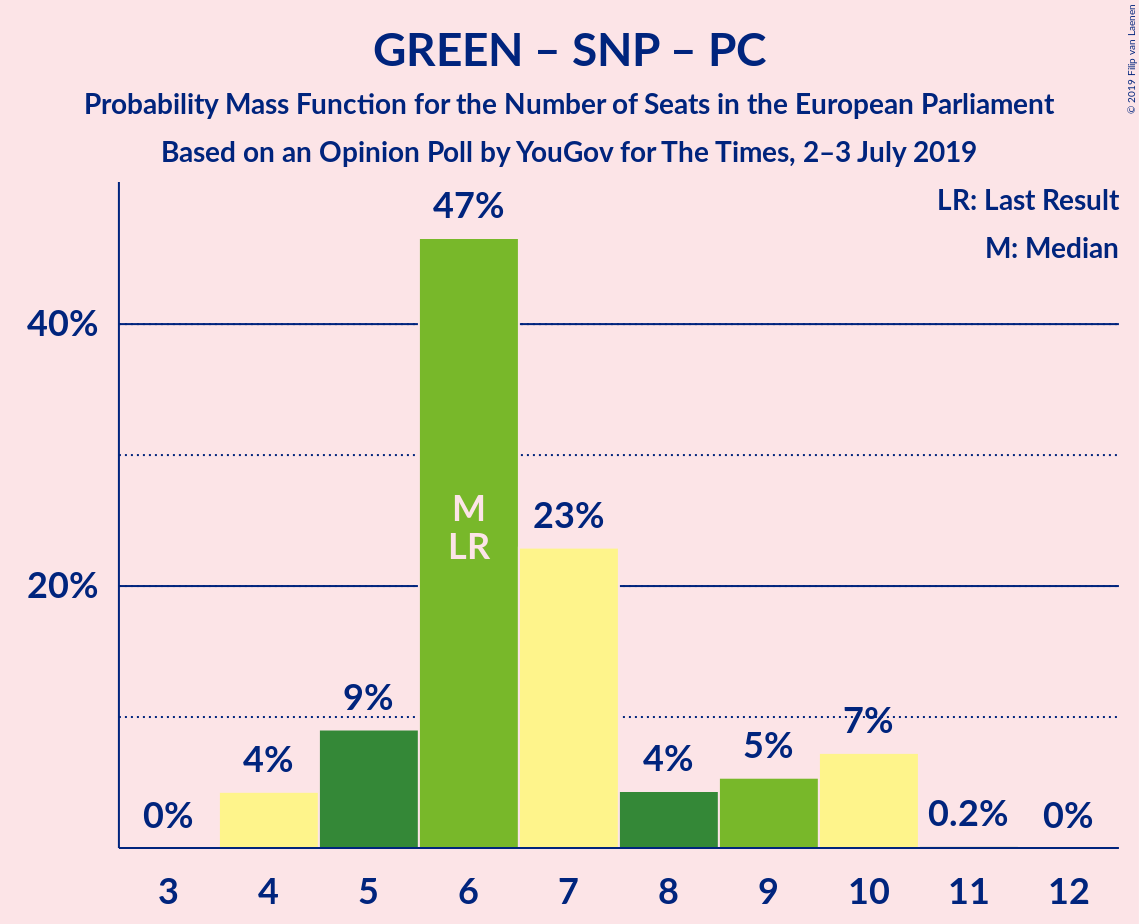 GREEN – SNP – PC
Probability Mass Function for the Number of Seats in the European Parliament
Based on an Opinion Poll by YouGov for The Times, 2–3 July 2019
© 2019 Filip van Laenen
LR: Last Result
M: Median
47%
40%
M
LR
23%
20%
9%
4%
0%
4%
5%
7%
0.2%
0%
3 4 5 6 7 8 9 10 11 12